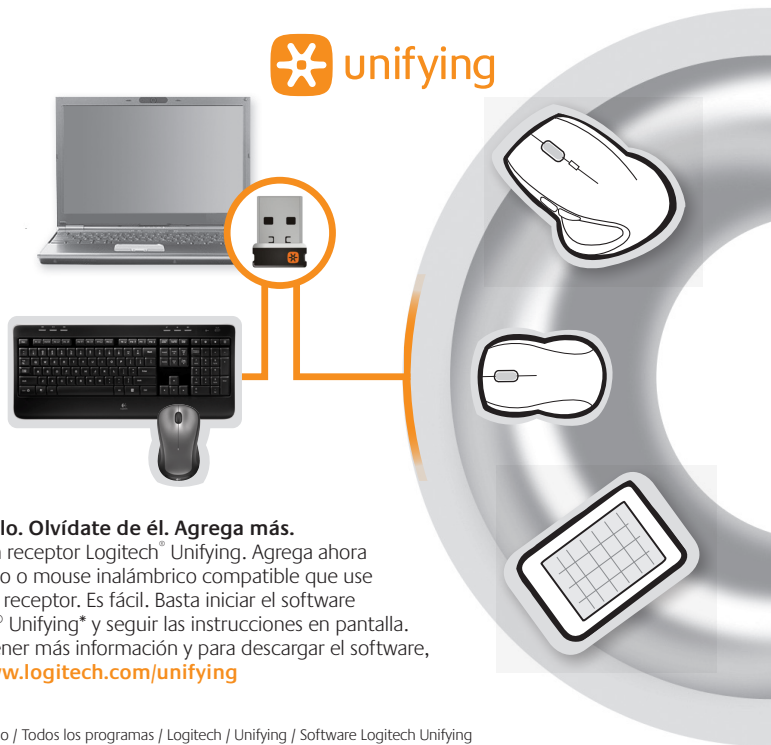 unifying
lo. Olvídate de él. Agrega más.
receptor Logitech® Unifying. Agrega ahora
o o mouse inalámbrico compatible que use
receptor. Es fácil. Basta iniciar el software
® Unifying* y seguir las instrucciones en pantalla.
ner más información y para descargar el software,
w.logitech.com/unifying
o / Todos los programas / Logitech / Unifying / Software Logitech Unifying